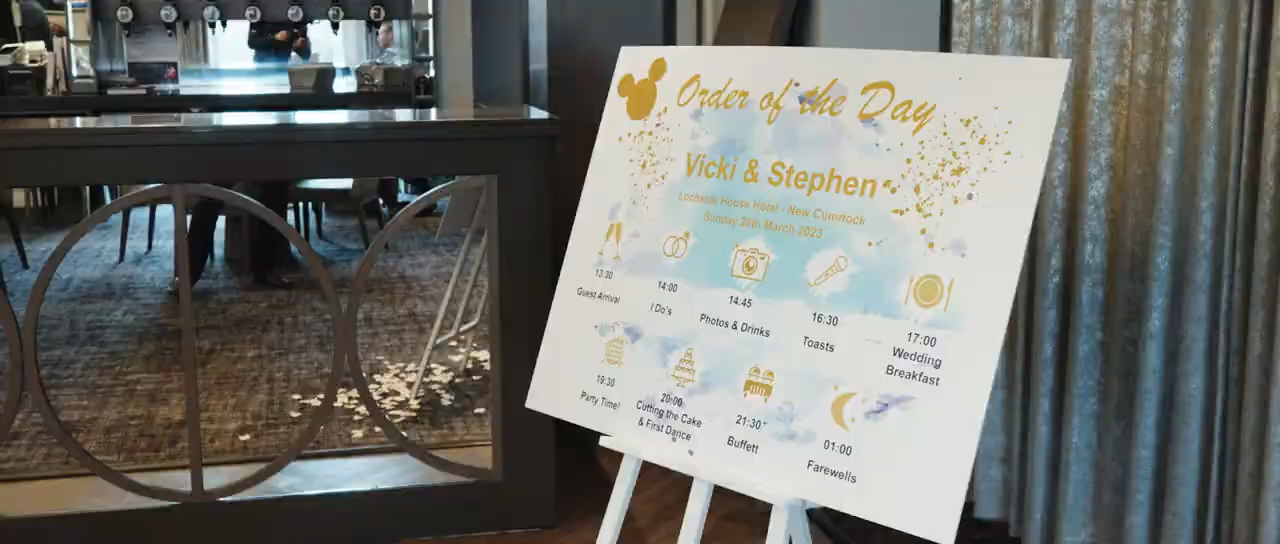 Order of the Day
Vicki & Stephen
Lochside House Hotel - New Cumnock
Sunday 26th March 2023
13:30
Guest Arrival
14:00
I Do's
14:45
Photos & Drinks
16:30
Toasts
17:00
Wedding
Breakfast
19:30
Party Time!
20:00
Cutting the Cake
& First Dance
21:30
Buffett
01:00
Farewells